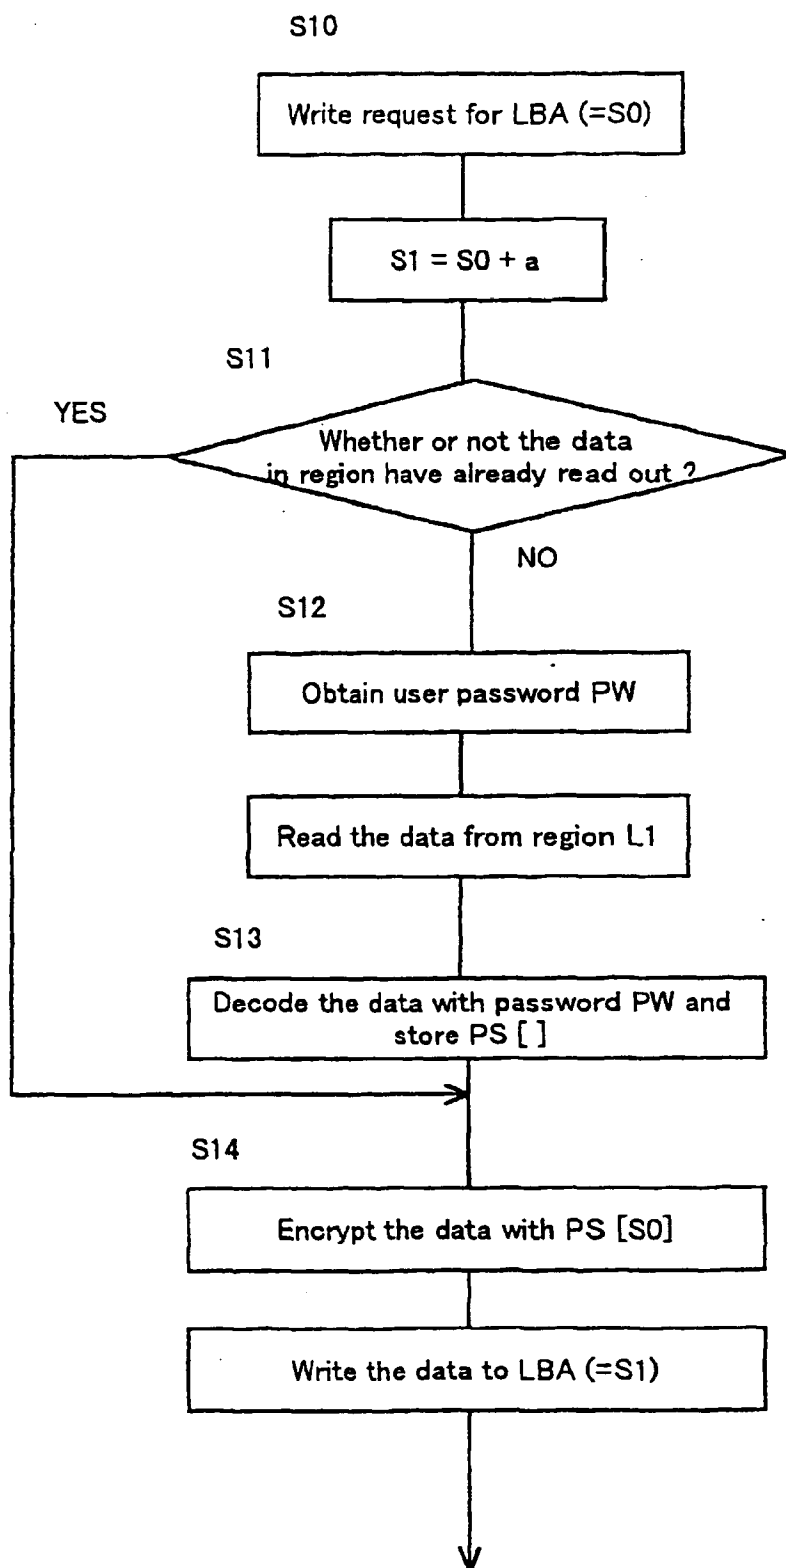 S10
Write request for LBA (=S0)
S1 = S0 + a
S11
YES
Whether or not the data
in region have already read out ?
NO
S12
Obtain user password PW
Read the data from region L1
S13
Decode the data with password PW and
store PS [ ]
S14
Encrypt the data with PS [S0]
Write the data to LBA (=S1)